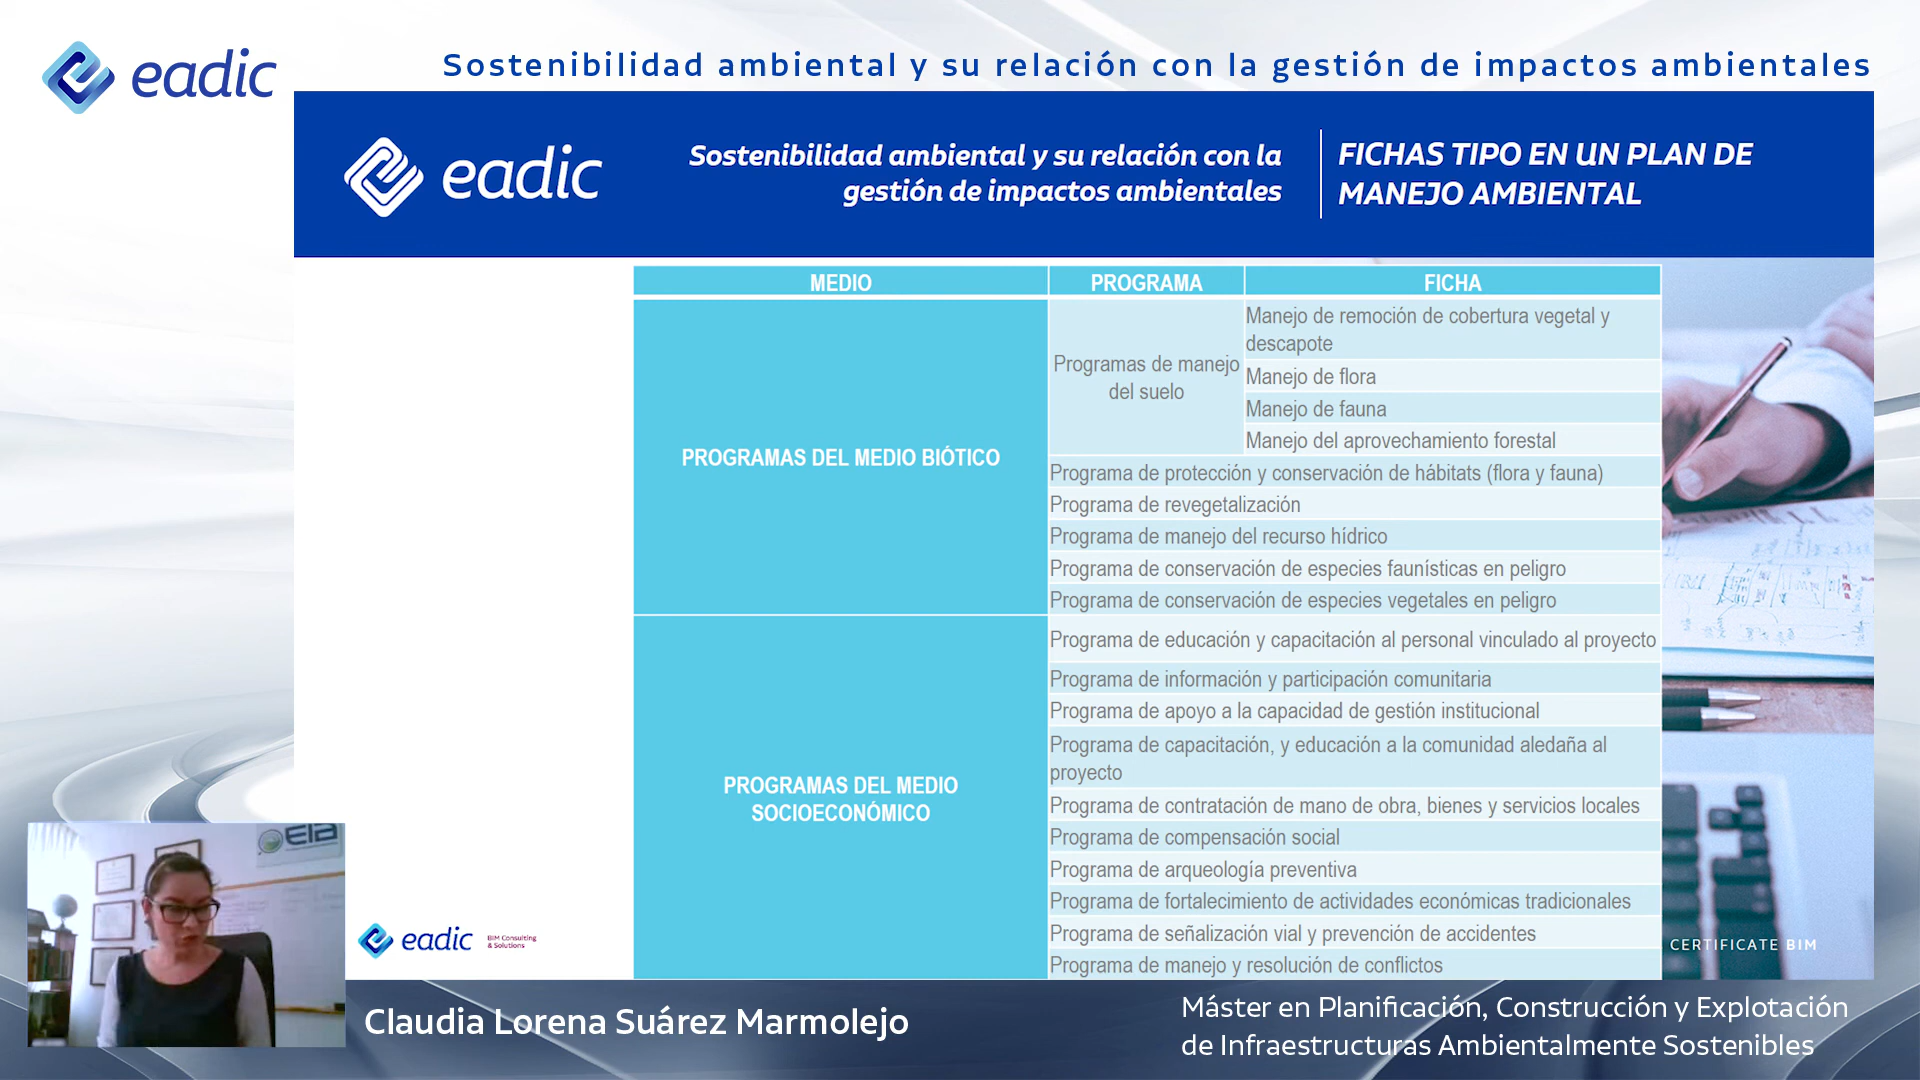 eadic
Sostenibilidad ambiental y su relación con la gestión de impactos ambientales
eadic
Sostenibilidad ambiental y su relación con la
gestión de impactos ambientales
FICHAS TIPO EN UN PLAN DE
MANEJO AMBIENTAL
MEDIO
PROGRAMA
FICHA
PROGRAMAS DEL MEDIO BIÓTICO
Programas de manejo
del suelo
Manejo de remoción de cobertura vegetal y
descapote
Manejo de flora
Manejo de fauna
Manejo del aprovechamiento forestal
Programa de protección y conservación de hábitats (flora y fauna)
Programa de revegetalización
Programa de manejo del recurso hídrico
Programa de conservación de especies faunísticas en peligro
Programa de conservación de especies vegetales en peligro
PROGRAMAS DEL MEDIO
SOCIOECONÓMICO
Programa de educación y capacitación al personal vinculado al proyecto
Programa de información y participación comunitaria
Programa de apoyo a la capacidad de gestión institucional
Programa de capacitación, y educación a la comunidad aledaña al
proyecto
Programa de contratación de mano de obra, bienes y servicios locales
Programa de compensación social
Programa de arqueología preventiva
Programa de fortalecimiento de actividades económicas tradicionales
Programa de señalización vial y prevención de accidentes
Programa de manejo y resolución de conflictos
EIA
eadic
BIM Consulting
& Solutions
CERTIFICATE BIM
Claudia Lorena Suárez Marmolejo
Máster en Planificación, Construcción y Explotación
de Infraestructuras Ambientalmente Sostenibles